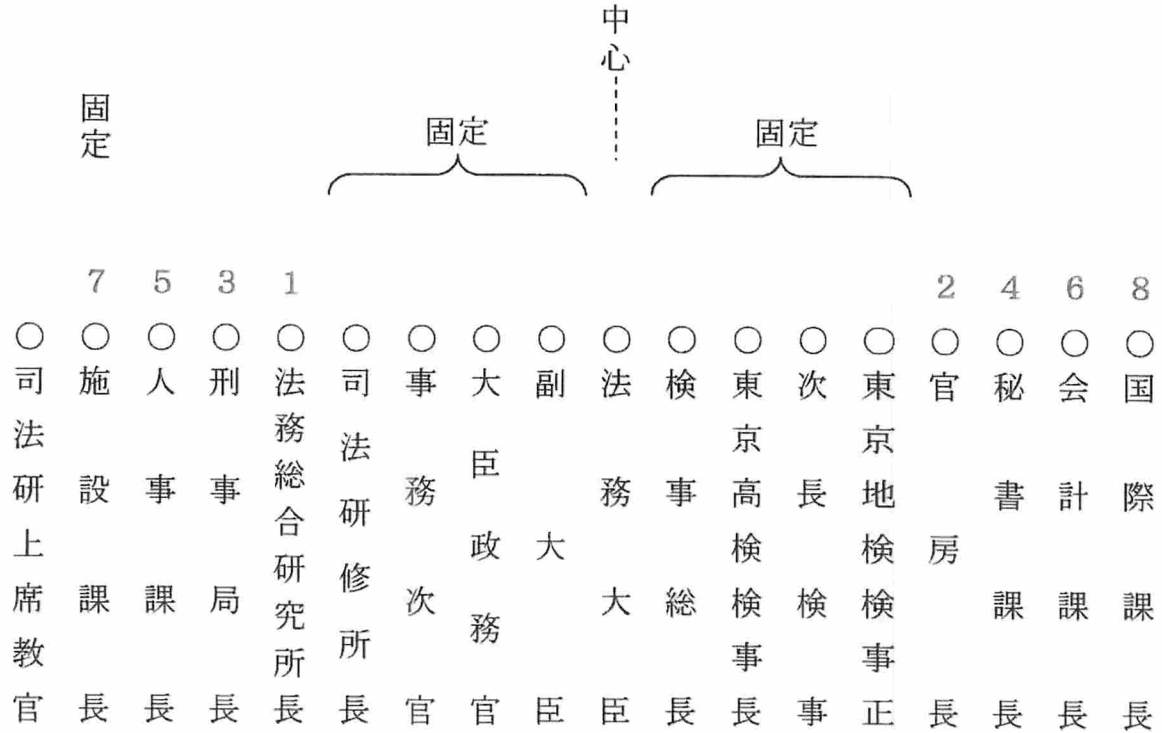 中心
固定
固定
固定
7 5 3 1 2 4 6 8
○司法研上席教官
○施設課長
○人事課長
○刑事局長
○法務総合研究所長
○司法研修所長
○事務次官
○大臣政務官
○副大臣
○法務大臣
○検事総長
○東京高検検事長
○次長検事
○東京地検検事正
○官房長
○秘書課長
○会計課長
○国際課長